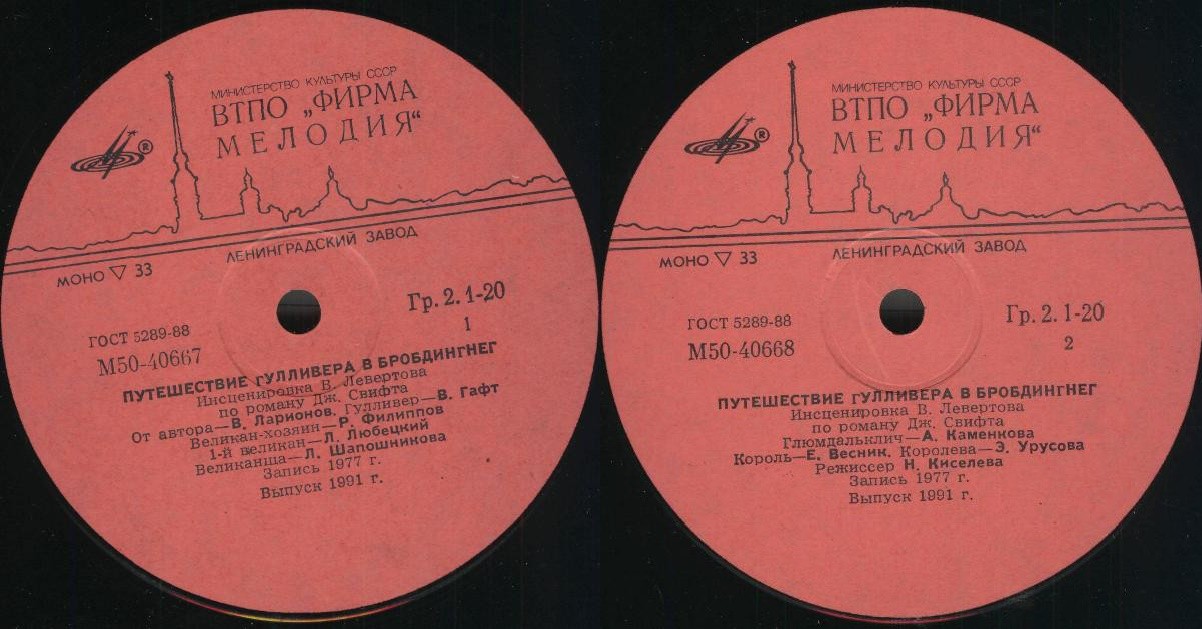 МИНИСТЕРСТВО КУЛЬТУРЫ СССР
ВТПО „ФИРМА
МЕЛОДИЯ“
®
ЛЕНИНГРАДСКИЙ ЗАВОД
МОНО ▽ 33
Гр. 2. 1-20
ГОСТ 5289-88
1
М50-40667
ПУТЕШЕСТВИЕ ГУЛЛИВЕРА В БРОБДИНГНЕГ
Инсценировка В. Левертова
по роману Дж. Свифта
От автора—В. Ларионов. Гулливер—В. Гафт
Великан-хозяин—Р. Филиппов
1-й великан—Л. Любецкий
Великанша—Л. Шапошникова
Запись 1977 г.
Выпуск 1991 г.
МИНИСТЕРСТВО КУЛЬТУРЫ СССР
ВТПО „ФИРМА
МЕЛОДИЯ“
®
ЛЕНИНГРАДСКИЙ ЗАВОД
МОНО ▽ 33
Гр. 2. 1-20
ГОСТ 5289-88
2
М50-40668
ПУТЕШЕСТВИЕ ГУЛЛИВЕРА В БРОБДИНГНЕГ
Инсценировка В. Левертова
по роману Дж. Свифта
Глюмдальклич—А. Каменкова
Король—Е. Весник. Королева—Э. Урусова
Режиссер Н. Киселева
Запись 1977 г.
Выпуск 1991 г.